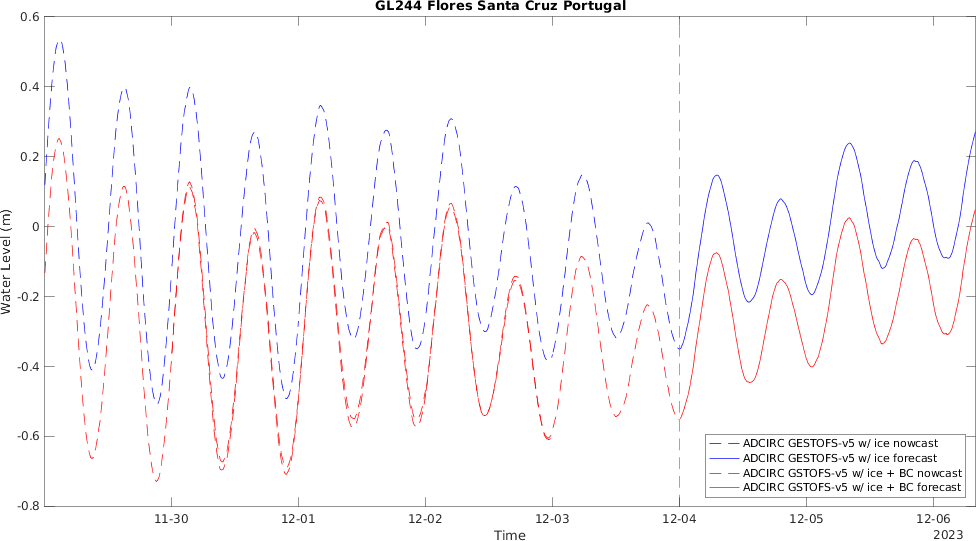 GL244 Flores Santa Cruz Portugal
0.6
0.4
0.2
0
-0.2
-0.4
-0.6
-0.8
Water Level (m)
11-30
12-01
12-02
12-03
12-04
12-05
12-06
Time
2023
ADCIRC GESTOFS-v5 w/ ice nowcast
ADCIRC GESTOFS-v5 w/ ice forecast
ADCIRC GSTOFS-v5 w/ ice + BC nowcast
ADCIRC GSTOFS-v5 w/ ice + BC forecast